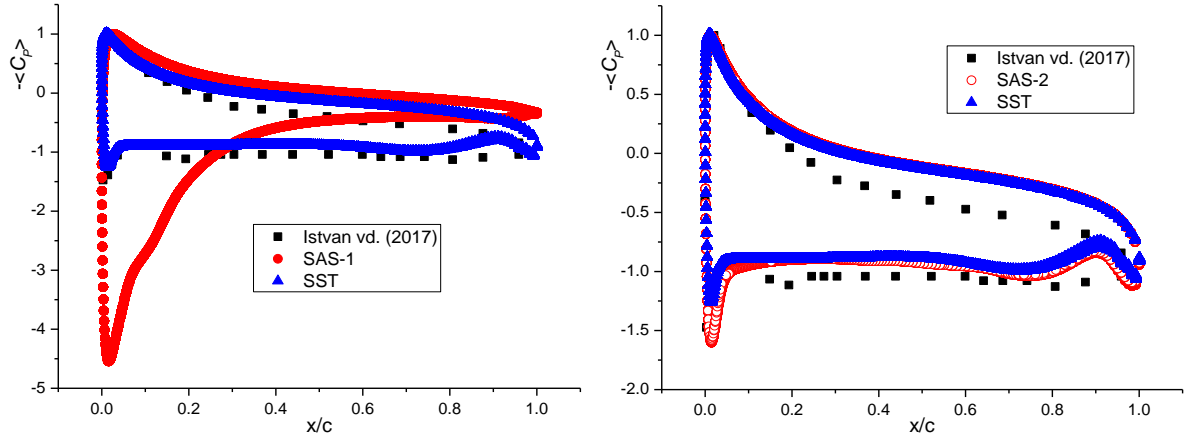 -<Cp>
1
0
-1
-2
-3
-4
-5
0.0 0.2 0.4 0.6 0.8 1.0
x/c
Istvan vd. (2017)
SAS-1
SST
-<Cp>
1.0
0.5
0.0
-0.5
-1.0
-1.5
-2.0
0.0 0.2 0.4 0.6 0.8 1.0
x/c
Istvan vd. (2017)
SAS-2
SST